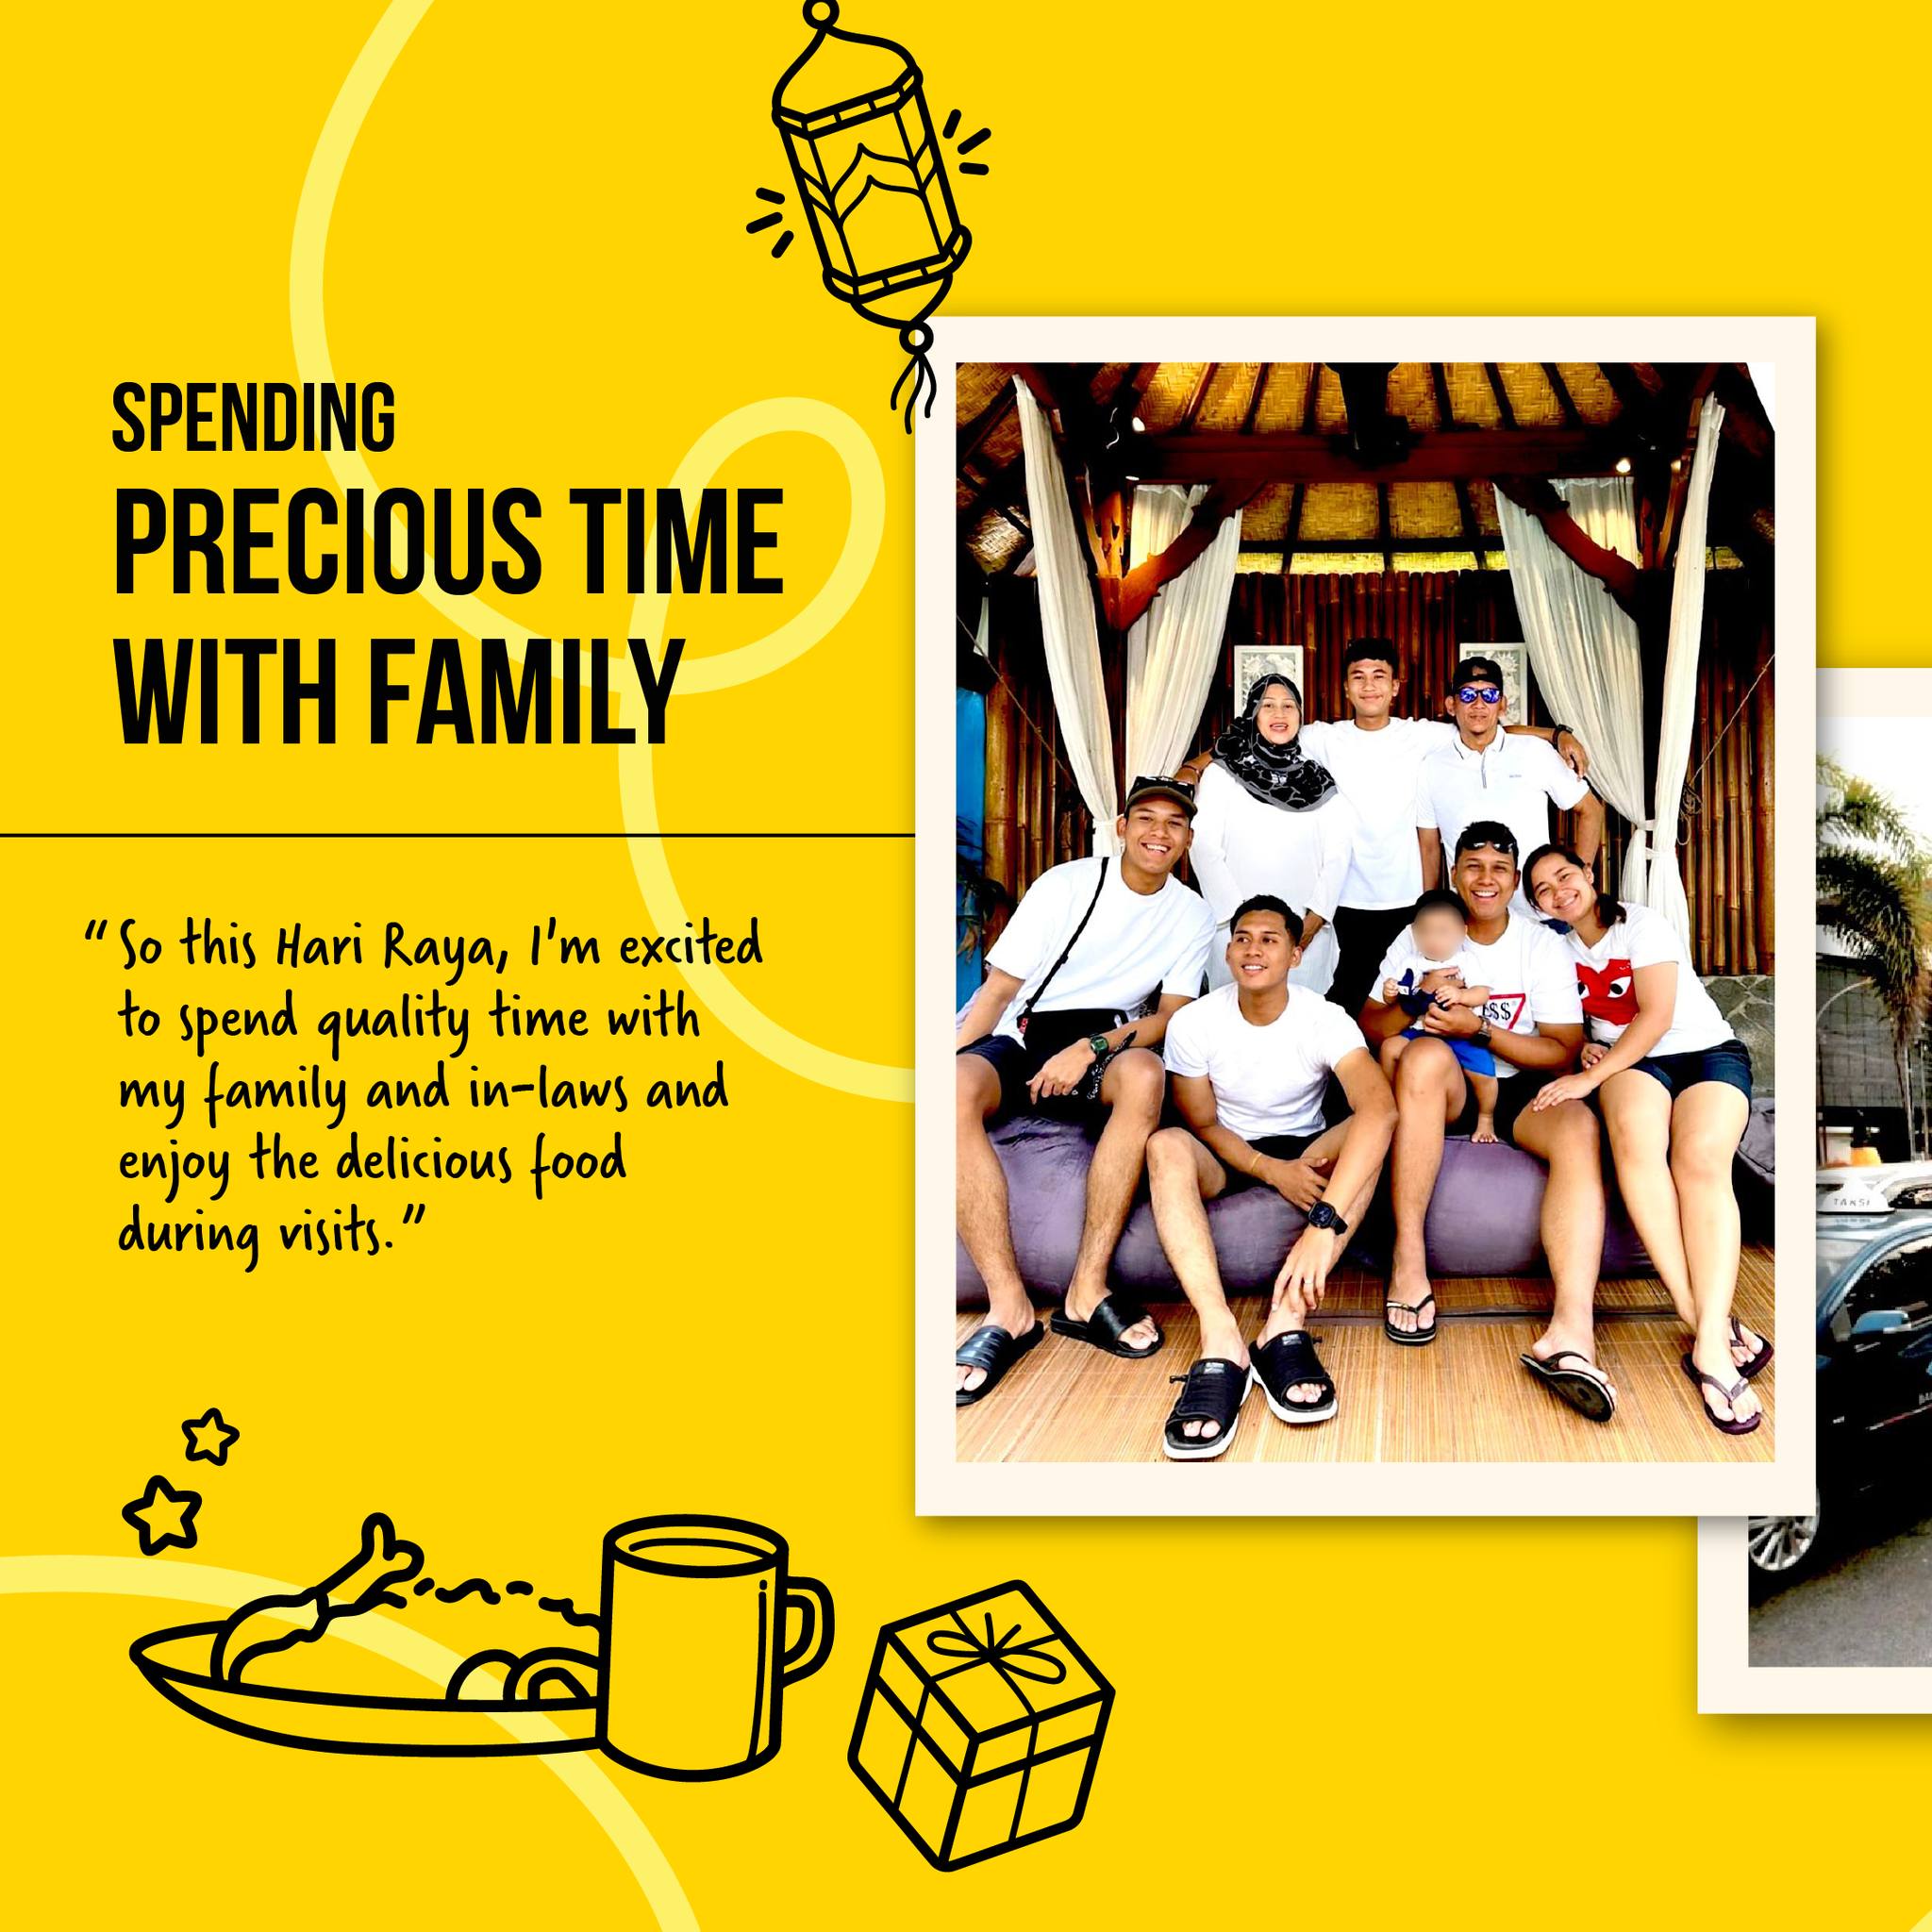 SPENDING
PRECIOUS TIME
WITH FAMILY
“So this Hari Raya, I'm excited
to spend quality time with
my family and in-laws and
enjoy the delicious food
during visits.”
$$
TAKSI